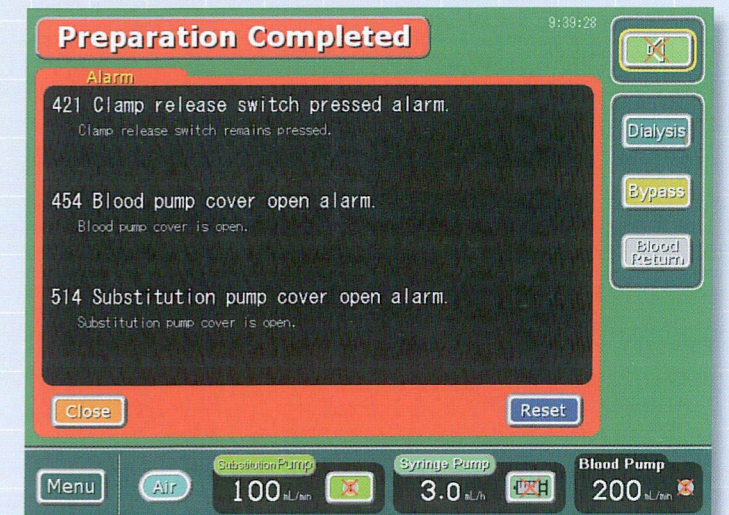 Preparation Completed
9:39:28
Alarm
421 Clamp release switch pressed alarm.
Clamp release switch remains pressed.
454 Blood pump cover open alarm.
Blood pump cover is open.
514 Substitution pump cover open alarm.
Substitution pump cover is open.
Close
Reset
Dialysis
Bypass
Blood
Return
Menu
Air
Substitution Pump
100 mL/min
Syringe Pump
3.0 mL/h
Blood Pump
200 mL/min